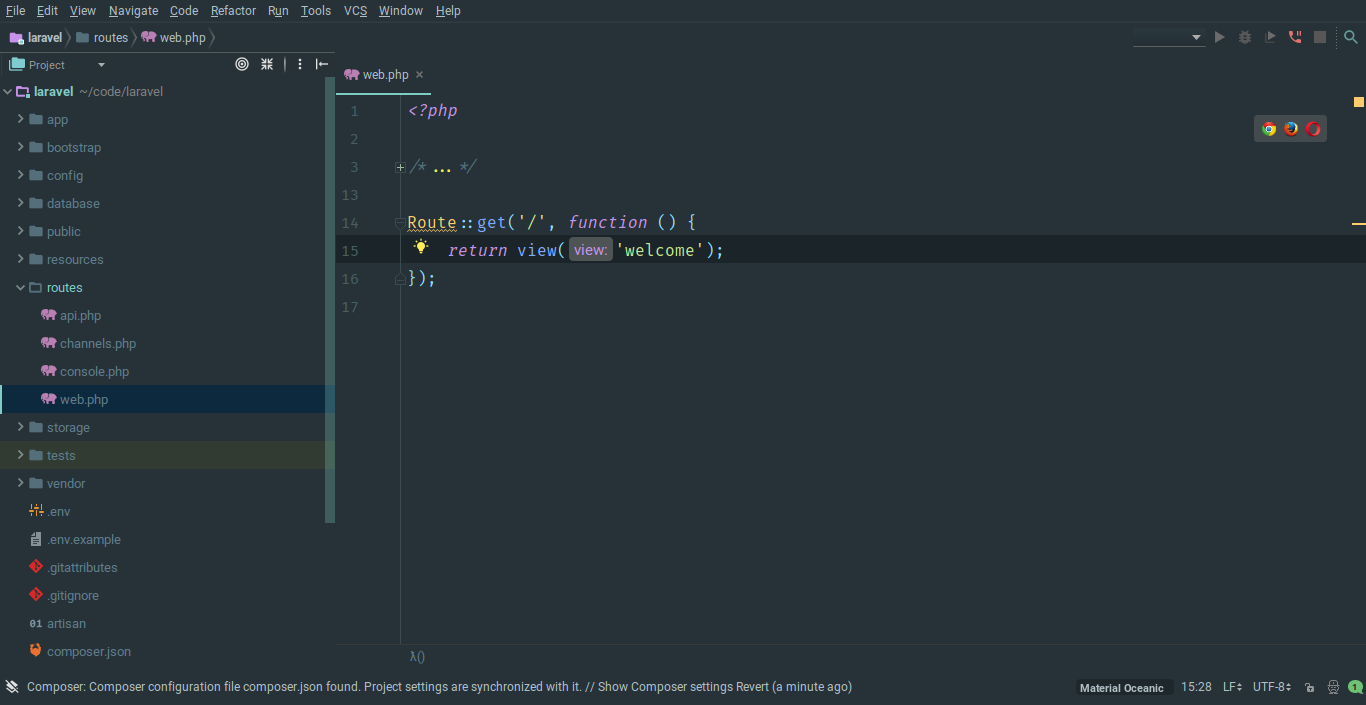 File Edit View Navigate Code Refactor Run Tools VCS Window Help
laravel routes web.php
Project
web.php
laravel ~/code/laravel
app
bootstrap
config
database
public
resources
routes
api.php
channels.php
console.php
web.php
storage
tests
vendor
.env
.env.example
.gitattributes
.gitignore
01 artisan
composer.json
1 <?php
2
3 /* ... */
13
14 Route::get('/', function () {
15 return view( view: 'welcome');
16 });
17
λ()
Composer: Composer configuration file composer.json found. Project settings are synchronized with it. // Show Composer settings Revert (a minute ago)
Material Oceanic 15:28 LF UTF-8 1